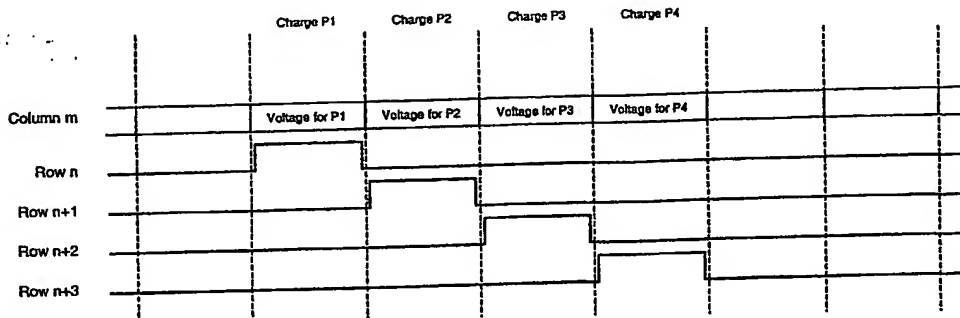 Charge P1 Charge P2 Charge P3 Charge P4
Column m Voltage for P1 Voltage for P2 Voltage for P3 Voltage for P4
Row n
Row n+1
Row n+2
Row n+3